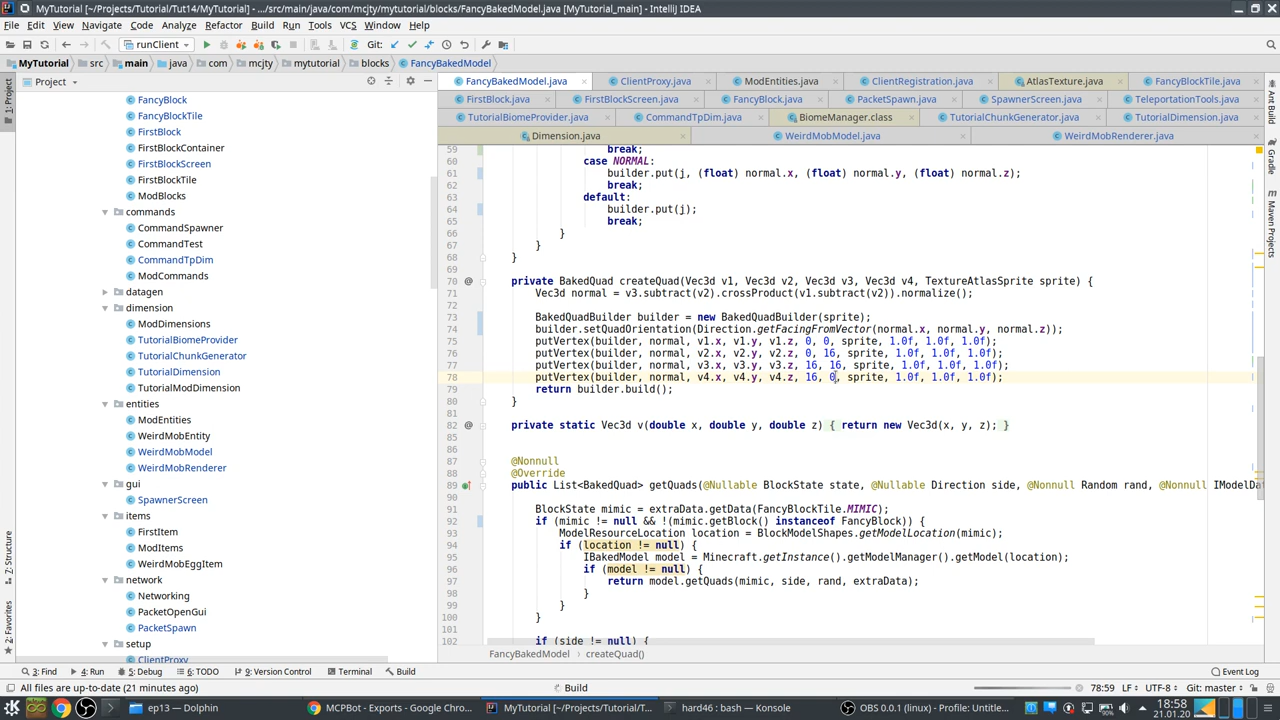 MyTutorial [~/Projects/Tutorial/Tut14/MyTutorial] - .../src/main/java/com/mcjty/mytutorial/blocks/FancyBakedModel.java [MyTutorial_main] - IntelliJ IDEA
File Edit View Navigate Code Analyze Refactor Build Run Tools VCS Window Help
runClient Git:
MyTutorial src main java com mcjty mytutorial blocks FancyBakedModel
Project
FancyBakedModel.java ClientProxy.java ModEntities.java ClientRegistration.java AtlasTexture.java FancyBlockTile.java
FirstBlock.java FirstBlockScreen.java FancyBlock.java PacketSpawn.java SpawnerScreen.java TeleportationTools.java
TutorialBiomeProvider.java CommandTpDim.java BiomeManager.class TutorialChunkGenerator.java TutorialDimension.java
Dimension.java WeirdMobModel.java WeirdMobRenderer.java
1: Project
Z: Structure
2: Favorites
FancyBlock
FancyBlockTile
FirstBlock
FirstBlockContainer
FirstBlockScreen
FirstBlockTile
ModBlocks
commands
CommandSpawner
CommandTest
CommandTpDim
ModCommands
datagen
dimension
ModDimensions
TutorialBiomeProvider
TutorialChunkGenerator
TutorialDimension
TutorialModDimension
entities
ModEntities
WeirdMobEntity
WeirdMobModel
WeirdMobRenderer
gui
SpawnerScreen
items
FirstItem
ModItems
WeirdMobEggItem
network
Networking
PacketOpenGui
PacketSpawn
setup
ClientProxy
59 break;
60 case NORMAL:
61 builder.put(j, (float) normal.x, (float) normal.y, (float) normal.z);
62 break;
63 default:
64 builder.put(j);
65 break;
66 }
67 }
68 }
69
70 private BakedQuad createQuad(Vec3d v1, Vec3d v2, Vec3d v3, Vec3d v4, TextureAtlasSprite sprite) {
71 Vec3d normal = v3.subtract(v2).crossProduct(v1.subtract(v2)).normalize();
72
73 BakedQuadBuilder builder = new BakedQuadBuilder(sprite);
74 builder.setQuadOrientation(Direction.getFacingFromVector(normal.x, normal.y, normal.z));
75 putVertex(builder, normal, v1.x, v1.y, v1.z, 0, 0, sprite, 1.0f, 1.0f, 1.0f);
76 putVertex(builder, normal, v2.x, v2.y, v2.z, 0, 16, sprite, 1.0f, 1.0f, 1.0f);
77 putVertex(builder, normal, v3.x, v3.y, v3.z, 16, 16, sprite, 1.0f, 1.0f, 1.0f);
78 putVertex(builder, normal, v4.x, v4.y, v4.z, 16, 0, sprite, 1.0f, 1.0f, 1.0f);
79 return builder.build();
80 }
81
82 private static Vec3d v(double x, double y, double z) { return new Vec3d(x, y, z); }
85
86
87 @Nonnull
88 @Override
89 public List<BakedQuad> getQuads(@Nullable BlockState state, @Nullable Direction side, @Nonnull Random rand, @Nonnull IModelDat
90
91 BlockState mimic = extraData.getData(FancyBlockTile.MIMIC);
92 if (mimic != null && !(mimic.getBlock() instanceof FancyBlock)) {
93 ModelResourceLocation location = BlockModelShapes.getModelLocation(mimic);
94 if (location != null) {
95 IBakedModel model = Minecraft.getInstance().getModelManager().getModel(location);
96 if (model != null) {
97 return model.getQuads(mimic, side, rand, extraData);
98 }
99 }
100 }
101
102 if (side != null) {
FancyBakedModel createQuad()
Ant Build
Gradle
Maven Projects
3: Find 4: Run 5: Debug 6: TODO 9: Version Control Terminal Build Event Log
All files are up-to-date (21 minutes ago) Build 78:59 LF UTF-8 Git: master
ep13 — Dolphin MCPBot - Exports - Google Chro... MyTutorial [~/Projects/Tutorial/T... hard46 : bash — Konsole OBS 0.0.1 (linux) - Profile: Untitle... 18:58
21.01.20